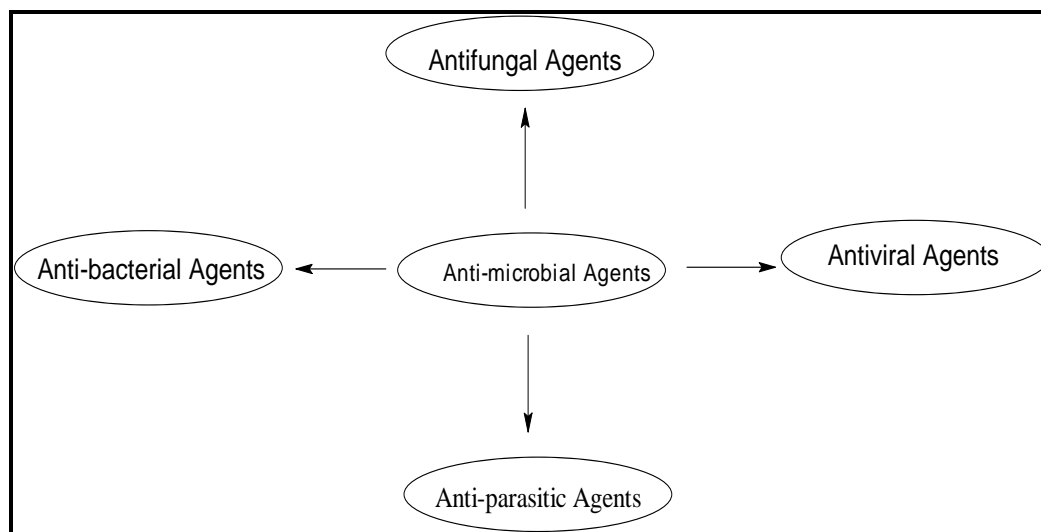 Antifungal Agents
Anti-bacterial Agents
Anti-microbial Agents
Antiviral Agents
Anti-parasitic Agents